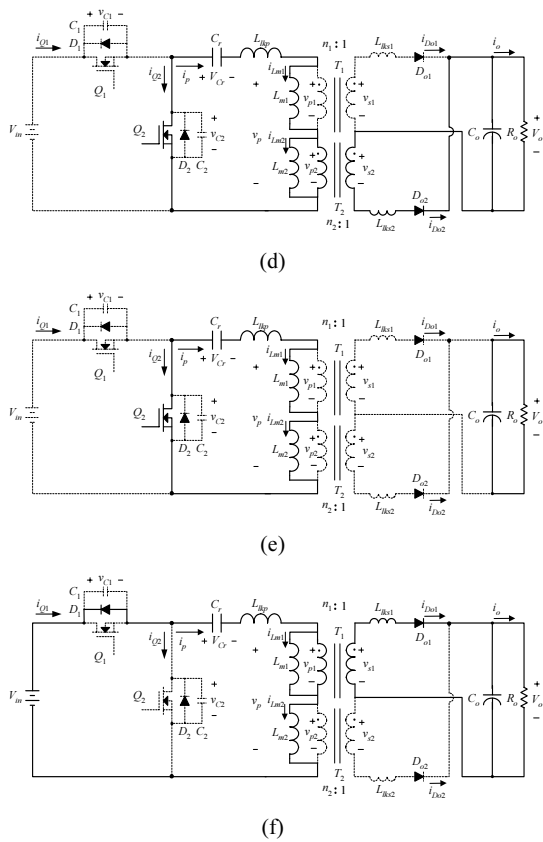 C1 + vC1 −
iQ1 D1
Q1
Cr Llkp
iQ2 ip + VCr −
n1 : 1
iLm1 T1
Lm1 + vp1 − + vs1 −
Llks1 iDo1 io
Do1
Vin
Q2 D2 C2 + vC2 −
+ vp −
iLm2
Lm2 + vp2 − + vs2 −
T2
n2 : 1
Co Ro + Vo −
Do2
Llks2 iDo2
(d)
C1 + vC1 −
iQ1 D1
Q1
Cr Llkp
iQ2 ip + VCr −
n1 : 1
iLm1 T1
Lm1 + vp1 − + vs1 −
Llks1 iDo1 io
Do1
Vin
Q2 D2 C2 + vC2 −
+ vp −
iLm2
Lm2 + vp2 − + vs2 −
T2
n2 : 1
Co Ro + Vo −
Do2
Llks2 iDo2
(e)
C1 + vC1 −
iQ1 D1
Q1
Cr Llkp
iQ2 ip + VCr −
n1 : 1
iLm1 T1
Lm1 + vp1 − + vs1 −
Llks1 iDo1 io
Do1
Vin
Q2 D2 C2 + vC2 −
+ vp −
iLm2
Lm2 + vp2 − + vs2 −
T2
n2 : 1
Co Ro + Vo −
Do2
Llks2 iDo2
(f)